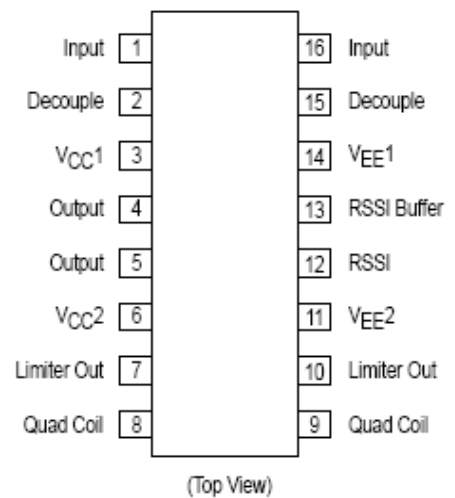 Input 1 16 Input
Decouple 2 15 Decouple
VCC1 3 14 VEE1
Output 4 13 RSSI Buffer
Output 5 12 RSSI
VCC2 6 11 VEE2
Limiter Out 7 10 Limiter Out
Quad Coil 8 9 Quad Coil
(Top View)